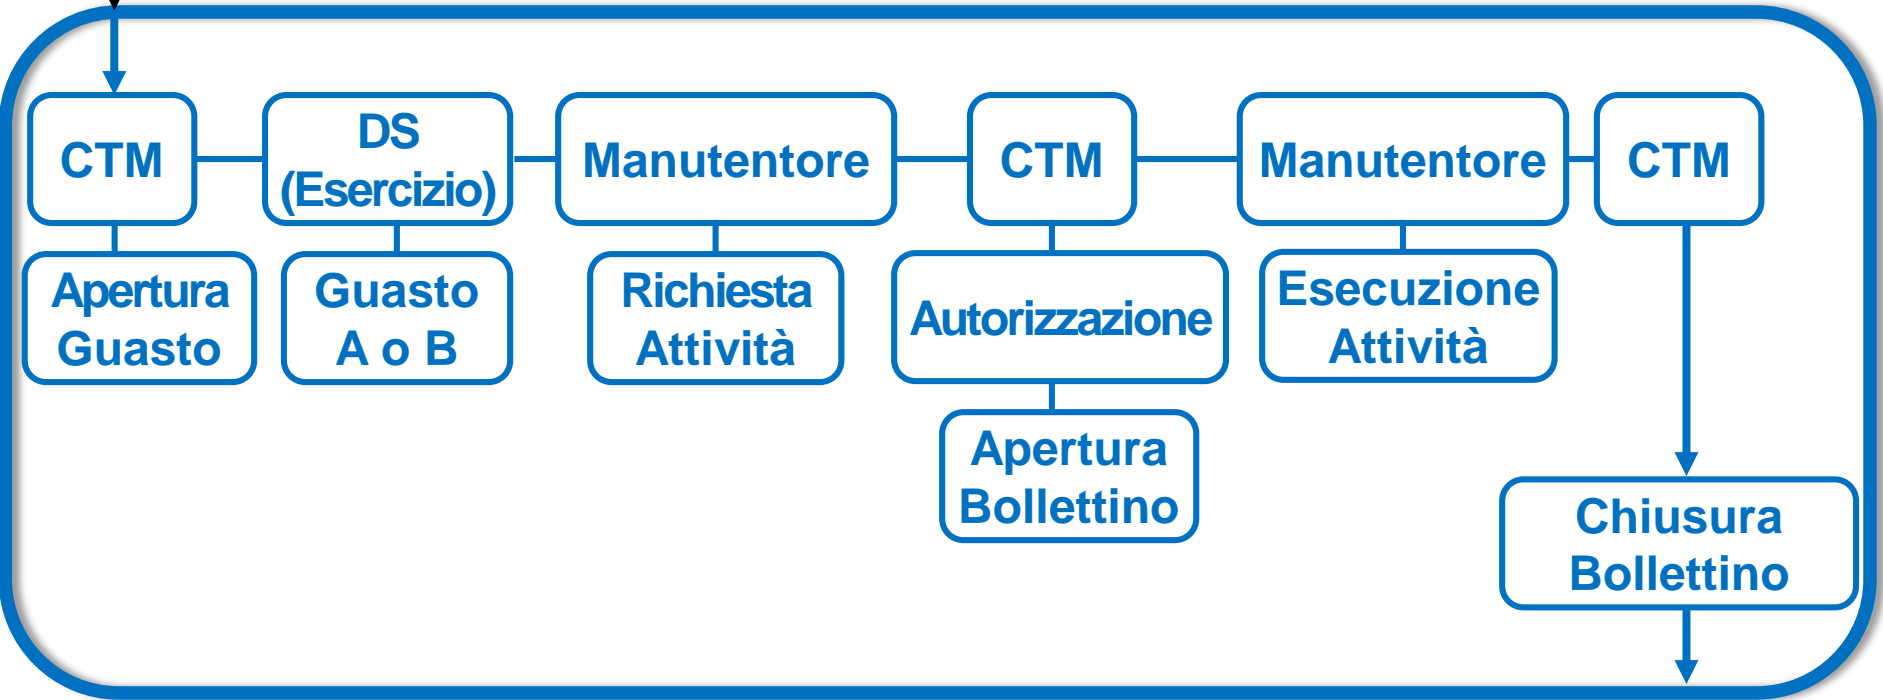 CTM
DS
(Esercizio)
Manutentore
CTM
Manutentore
CTM
Apertura
Guasto
Guasto
A o B
Richiesta
Attività
Autorizzazione
Esecuzione
Attività
Apertura
Bollettino
Chiusura
Bollettino